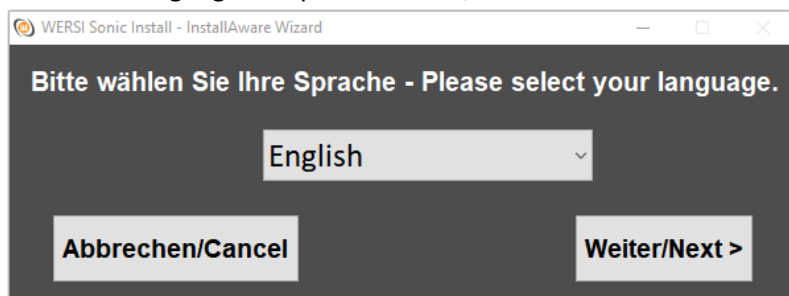 WERSI Sonic Install - InstallAware Wizard
Bitte wählen Sie Ihre Sprache - Please select your language.
English
Abbrechen/Cancel
Weiter/Next >